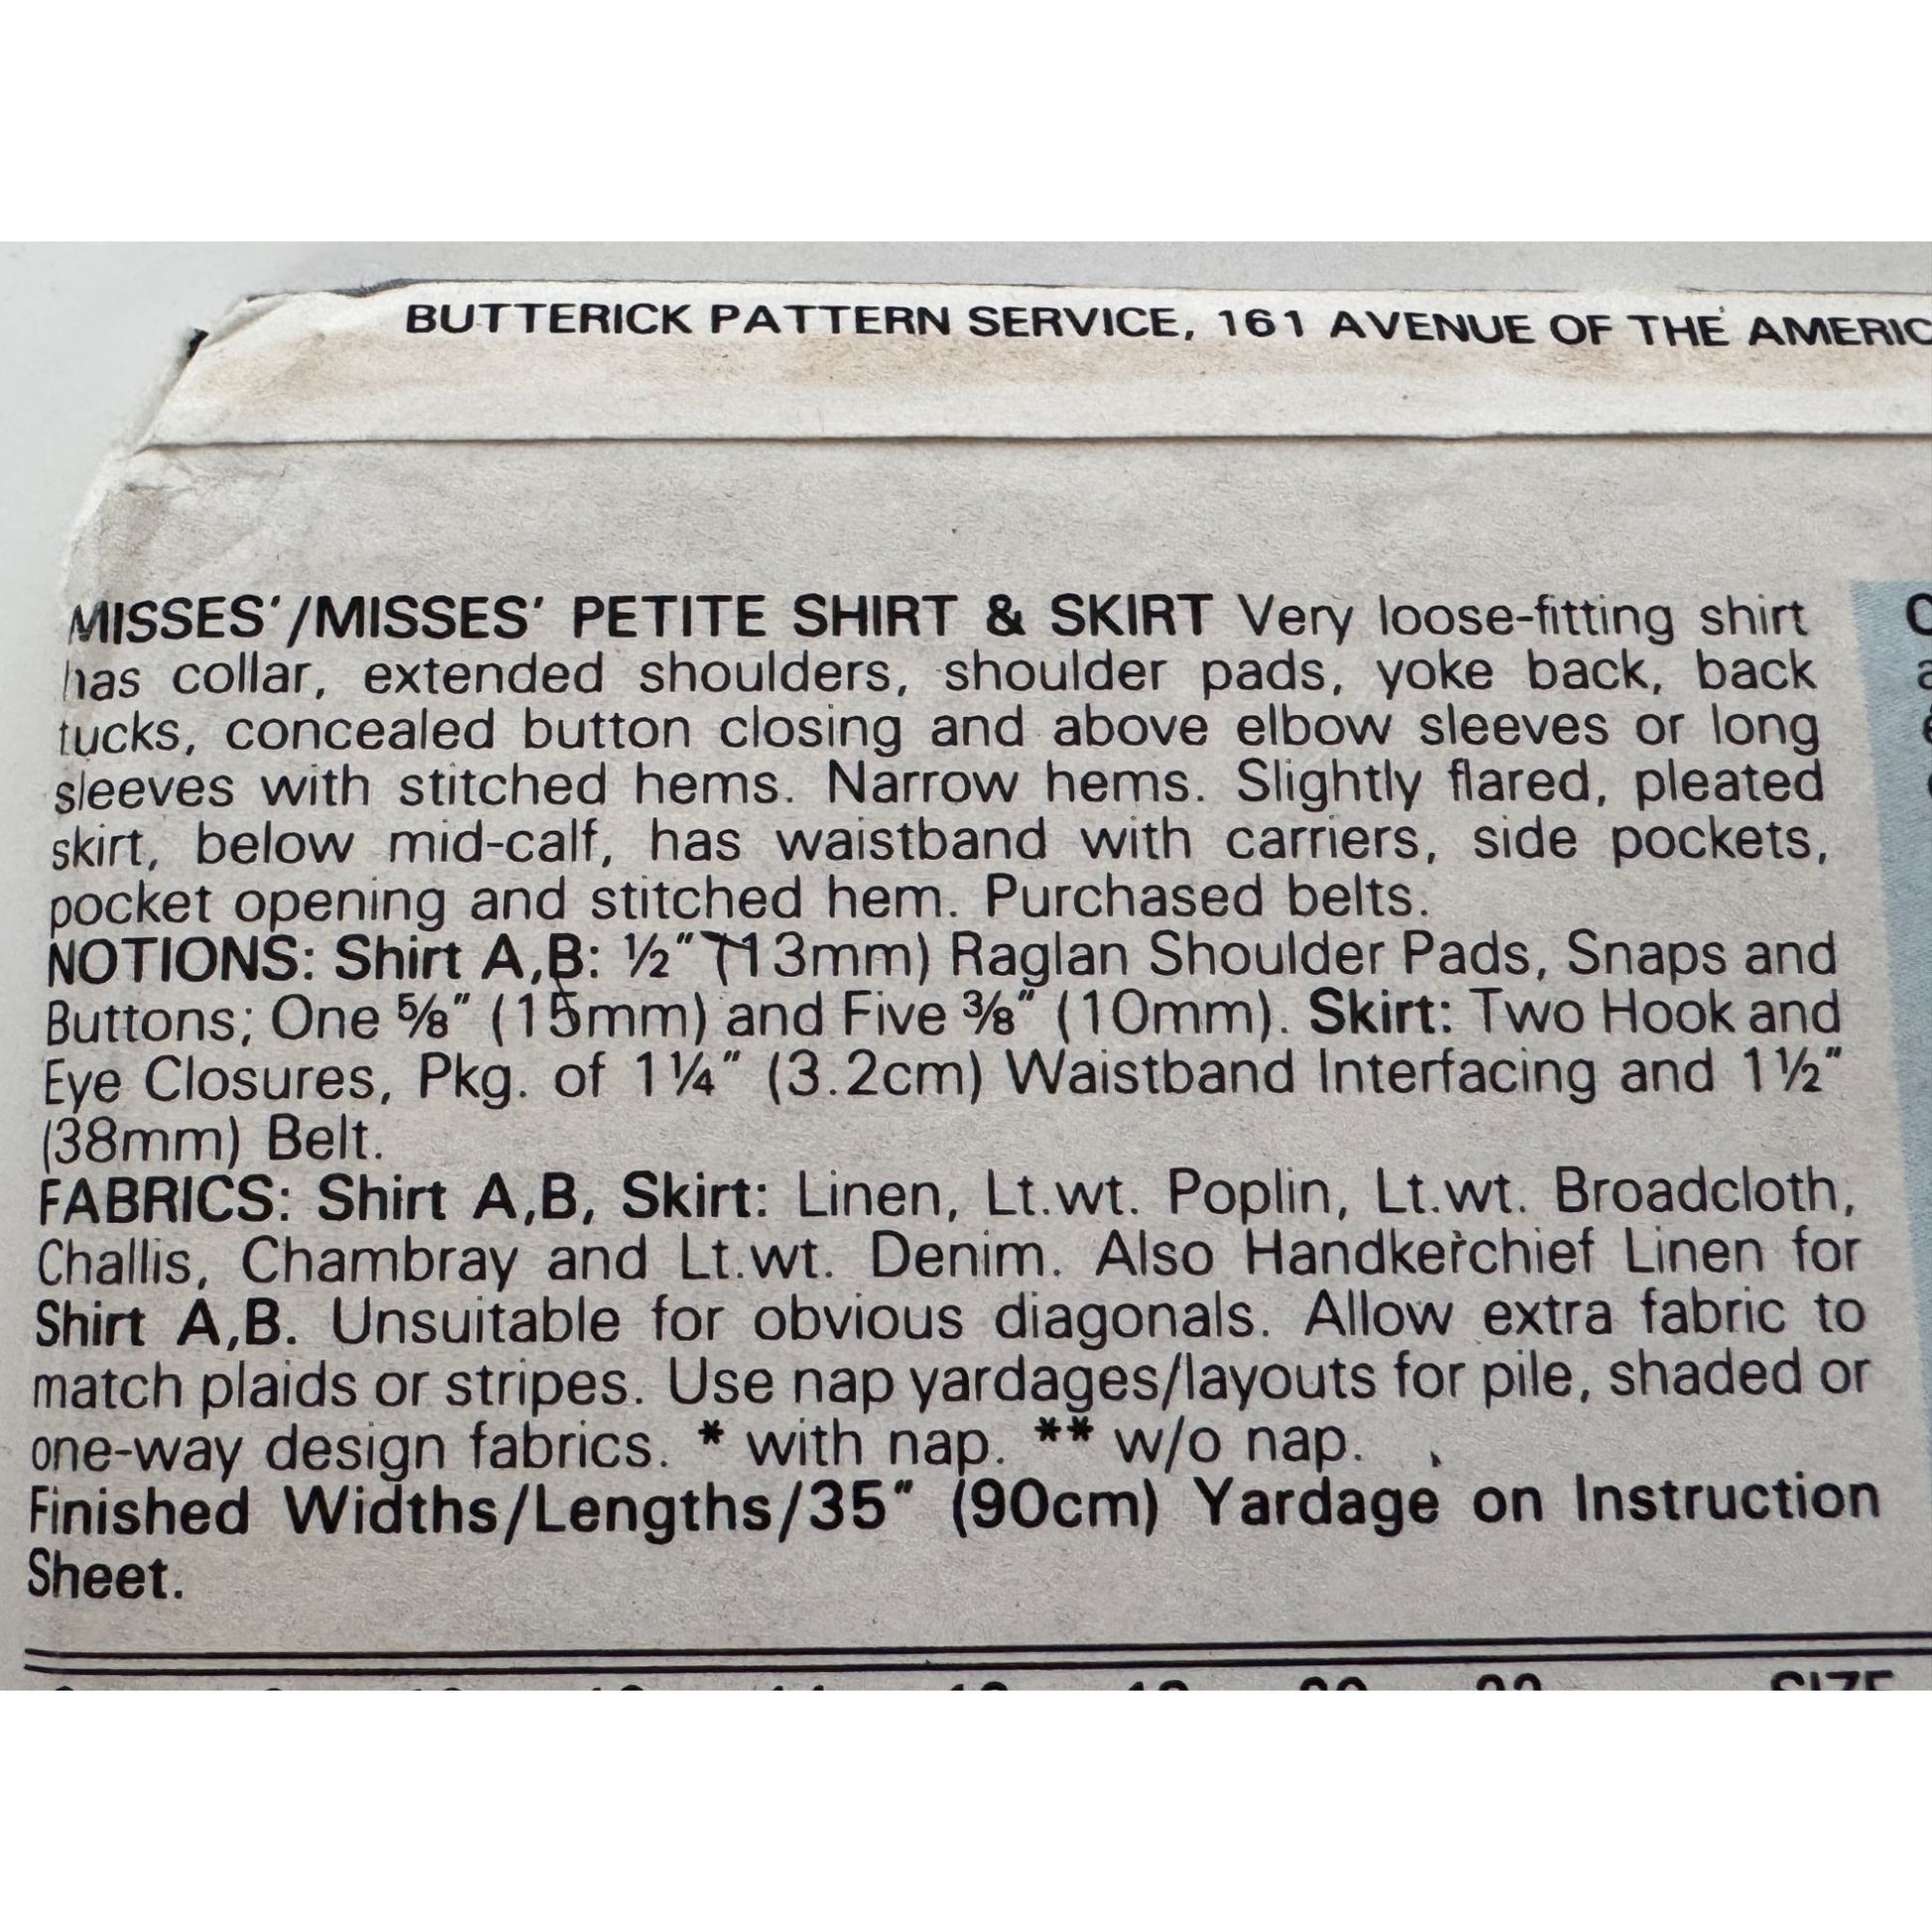 BUTTERICK PATTERN SERVICE, 161 AVENUE OF THE
MISSES'/MISSES' PETITE SHIRT & SKIRT Very loose-fitting shirt
has collar, extended shoulders, shoulder pads, yoke back, back
tucks, concealed button closing and above elbow sleeves or long
sleeves with stitched hems. Narrow hems. Slightly flared, pleated
skirt, below mid-calf, has waistband with carriers, side pockets,
pocket opening and stitched hem. Purchased belts.
NOTIONS: Shirt A,B: ½" (13mm) Raglan Shoulder Pads, Snaps and
Buttons; One ⅝" (15mm) and Five ⅜" (10mm). Skirt: Two Hook and
Eye Closures, Pkg. of 1¼" (3.2cm) Waistband Interfacing and 1½"
(38mm) Belt.
FABRICS: Shirt A,B, Skirt: Linen, Lt.wt. Poplin, Lt.wt. Broadcloth,
Challis, Chambray and Lt.wt. Denim. Also Handkerchief Linen for
Shirt A,B. Unsuitable for obvious diagonals. Allow extra fabric to
match plaids or stripes. Use nap yardages/layouts for pile, shaded or
one-way design fabrics. * with nap. ** w/o nap.
Finished Widths/Lengths/35" (90cm) Yardage on Instruction
Sheet.